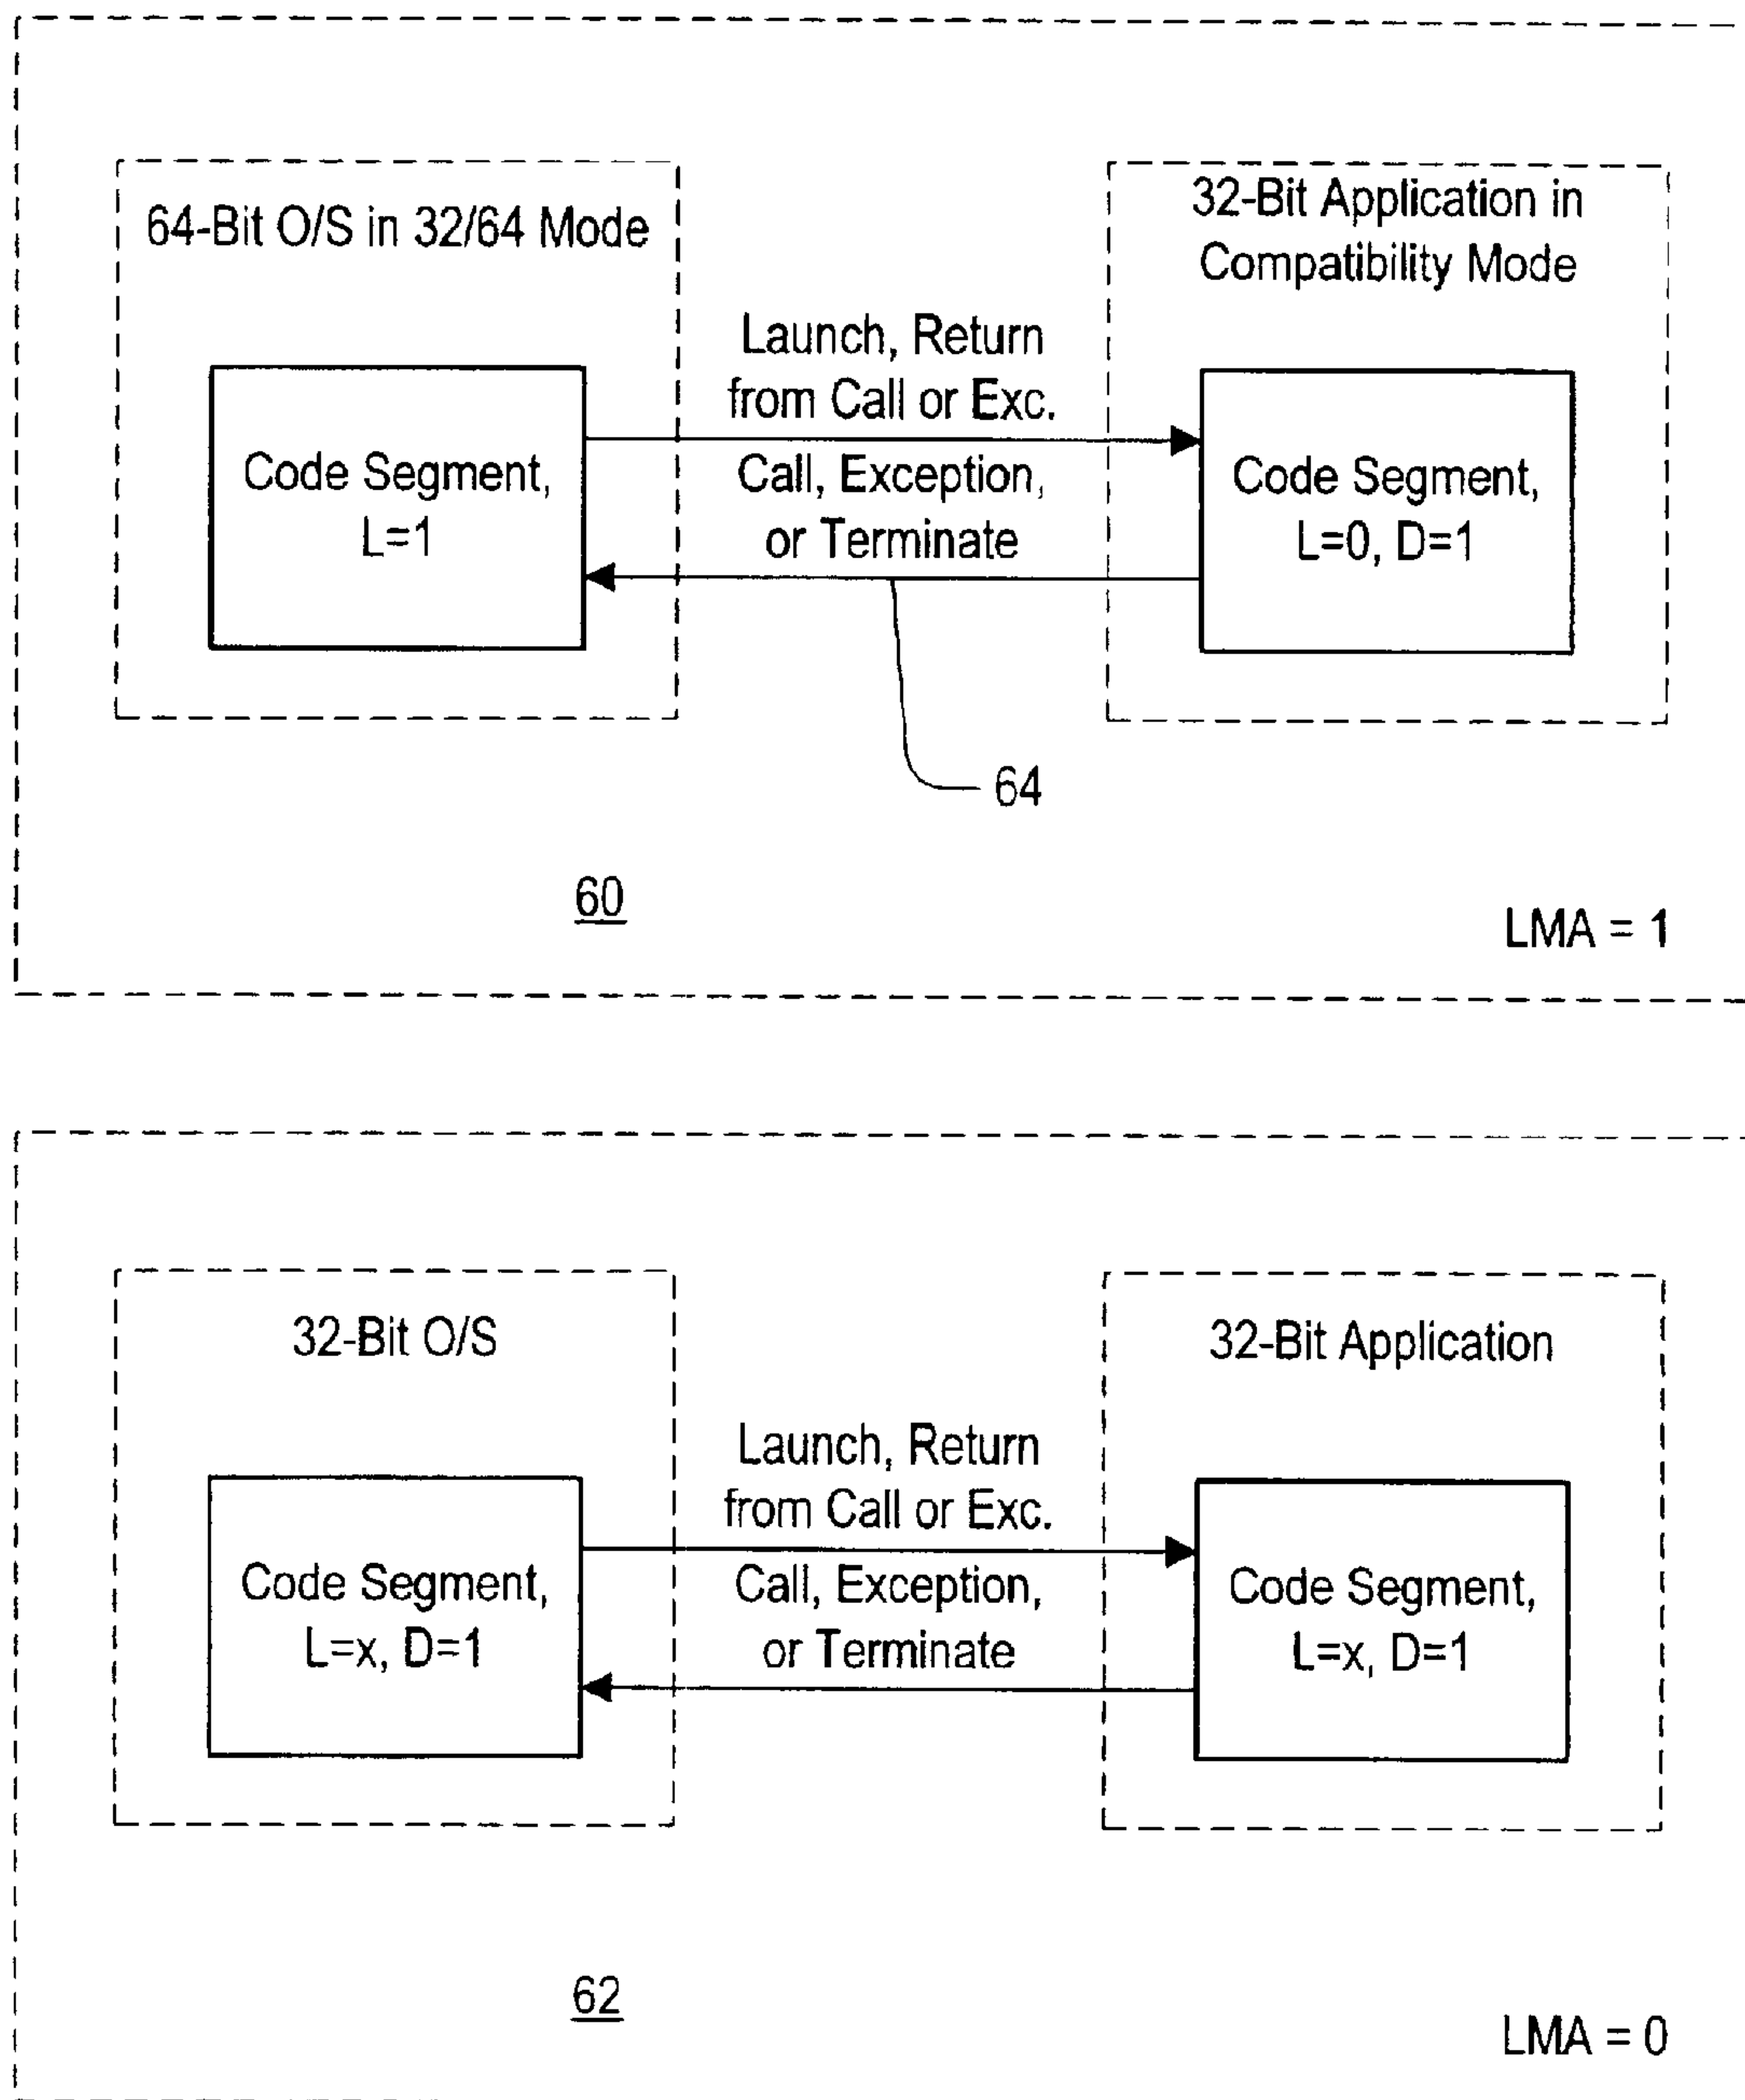 64-Bit O/S in 32/64 Mode
32-Bit Application in
Compatibility Mode
Launch, Return
from Call or Exc.
Code Segment,
L=1
Call, Exception,
or Terminate
Code Segment,
L=0, D=1
64
60
LMA = 1
32-Bit O/S
32-Bit Application
Launch, Return
from Call or Exc.
Code Segment,
L=x, D=1
Call, Exception,
or Terminate
Code Segment,
L=x, D=1
62
LMA = 0